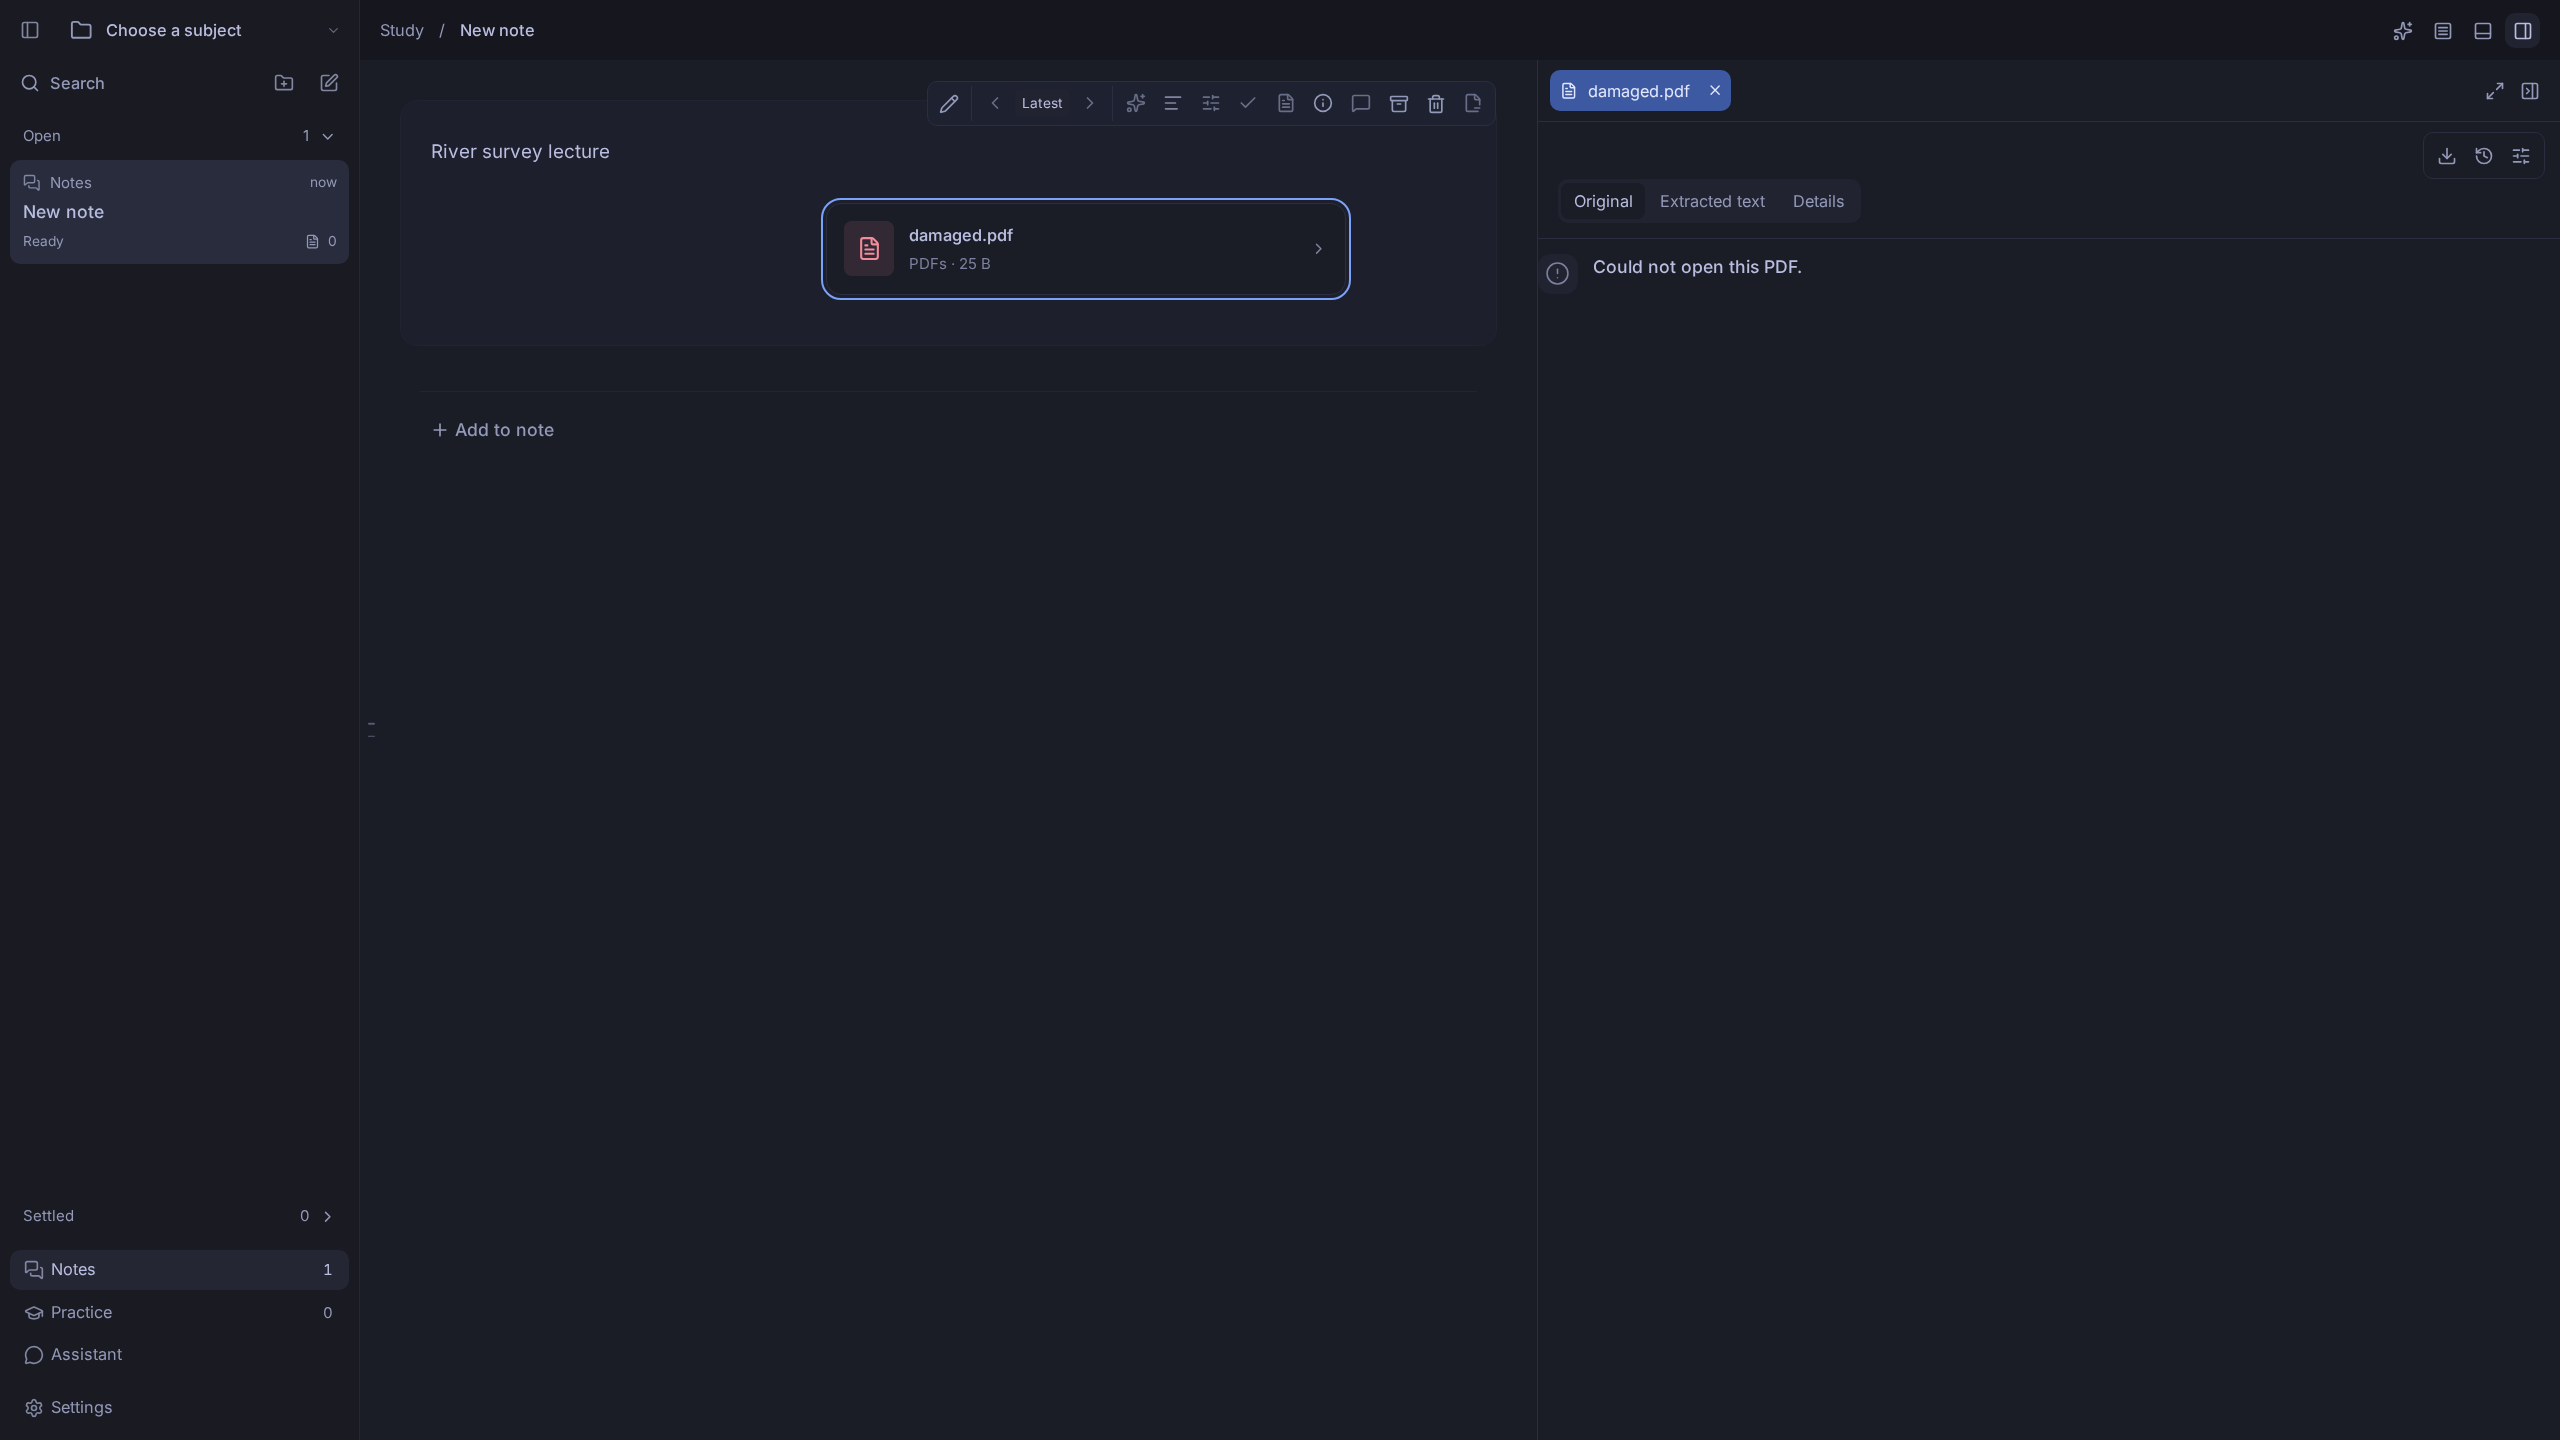 Choose a subject
Study / New note
Search
damaged.pdf
Latest
Open 1
River survey lecture
Notes now
New note
Ready 0
Original Extracted text Details
damaged.pdf
PDFs · 25 B
Could not open this PDF.
Add to note
Settled 0
Notes 1
Practice 0
Assistant
Settings